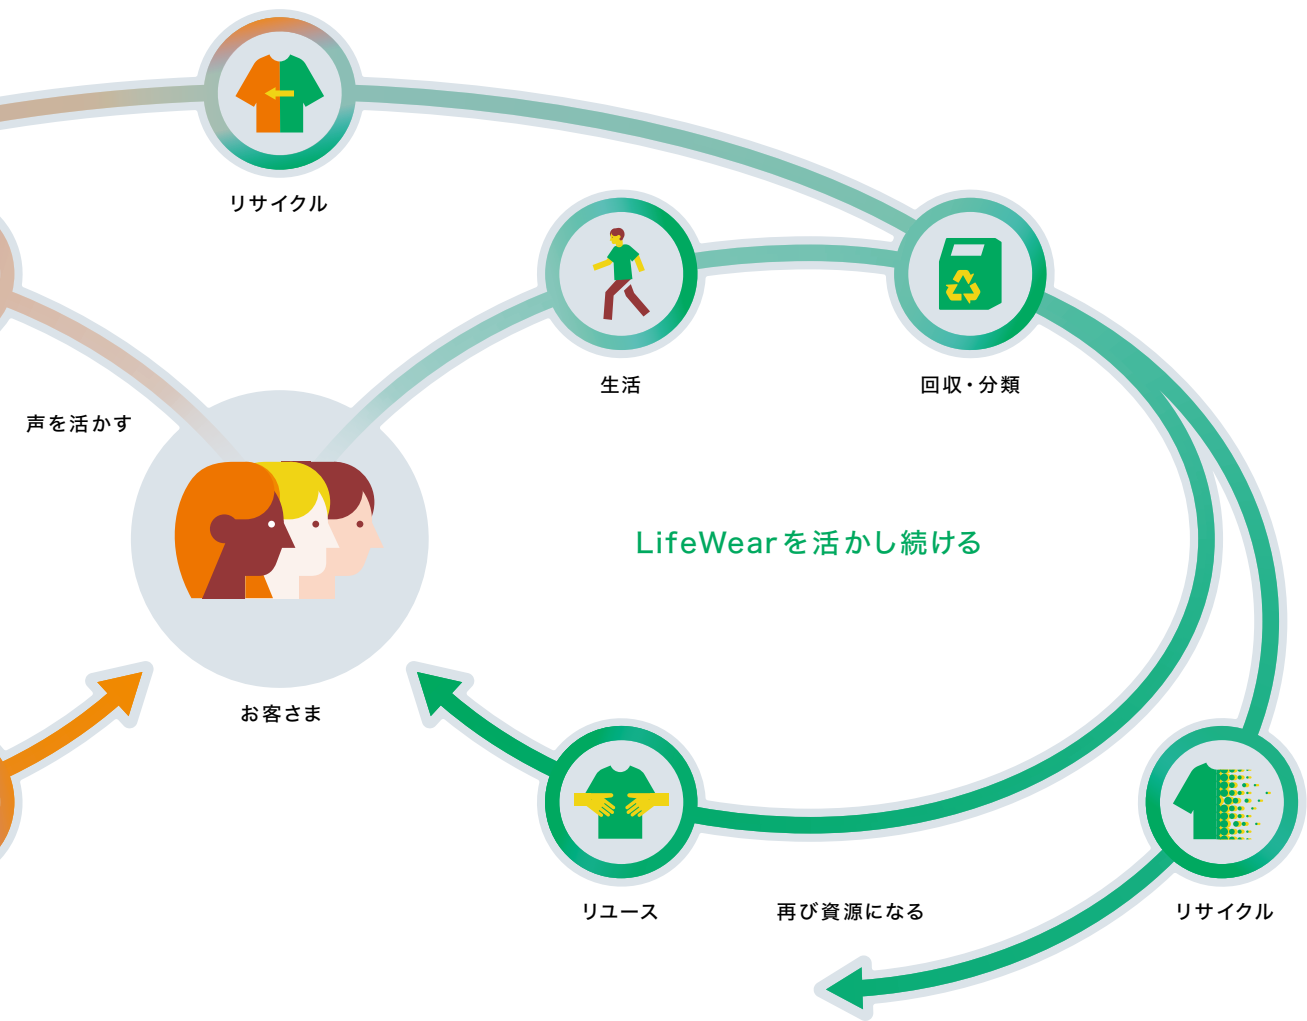 リサイクル
生活
回収・分類
声を活かす
LifeWearを活かし続ける
お客さま
リユース
再び資源になる
リサイクル